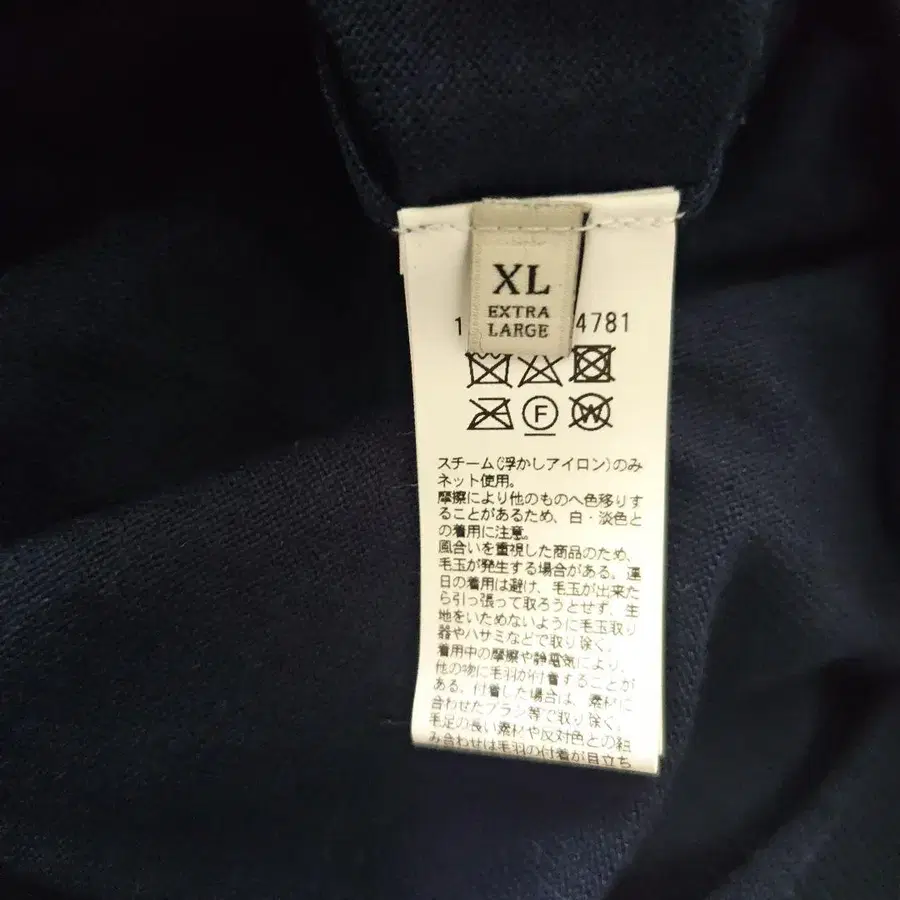 XL
EXTRA
LARGE
1 4781
F
W
スチーム(浮かしアイロン)のみ
ネット使用。
摩擦により他のものへ色移りす
ることがあるため、白・淡色と
の着用に注意。
風合いを重視した商品のため、
毛玉が発生する場合がある。連
日の着用は避け、毛玉が出来た
ら引っ張って取ろうとせず、生
地をいためないように毛玉取り
器やハサミなどで取り除く。
着用中の摩擦や静電気により、
他の物に毛羽が付着することが
ある。付着した場合は、素材に
合わせたブラシ等で取り除く。
毛足の長い素材や反対色との組
み合わせは毛羽の付着が目立ち